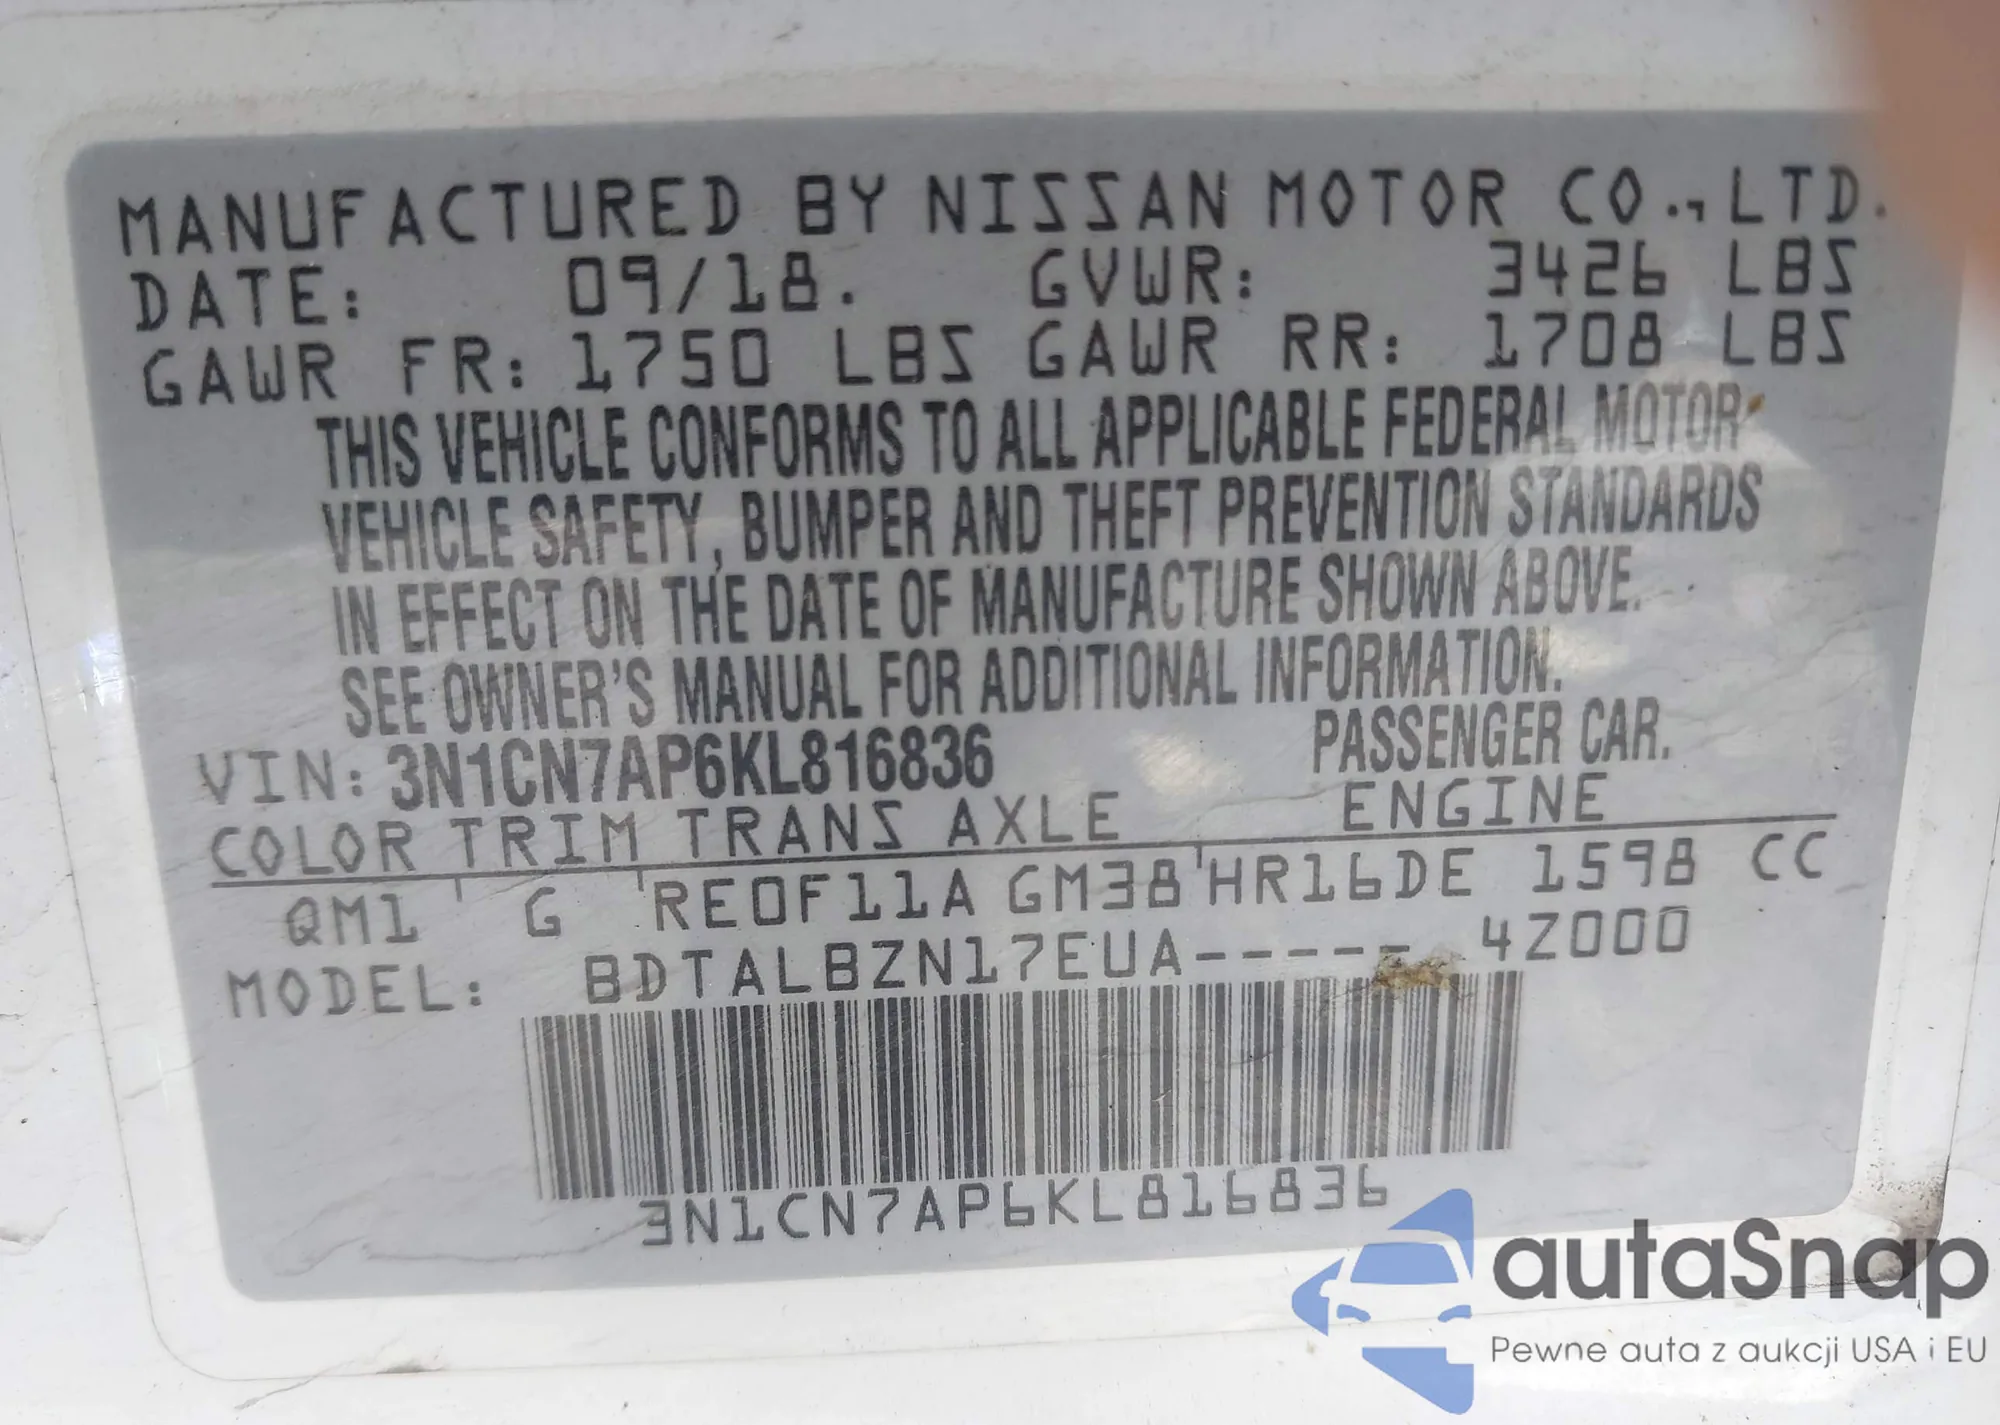 MANUFACTURED BY NISSAN MOTOR CO.,LTD.
DATE: 09/18. GVWR: 3426 LBS
GAWR FR: 1750 LBS GAWR RR: 1708 LBS
THIS VEHICLE CONFORMS TO ALL APPLICABLE FEDERAL MOTOR
VEHICLE SAFETY, BUMPER AND THEFT PREVENTION STANDARDS
IN EFFECT ON THE DATE OF MANUFACTURE SHOWN ABOVE.
SEE OWNER'S MANUAL FOR ADDITIONAL INFORMATION.
VIN: 3N1CN7AP6KL816836 PASSENGER CAR.
COLOR TRIM TRANS AXLE ENGINE
QM1 G RE0F11A GM38 HR16DE 1598 CC
MODEL: BDTALBZN17EUA----- 4Z000
3N1CN7AP6KL816836
autaSnap
Pewne auta z aukcji USA i EU